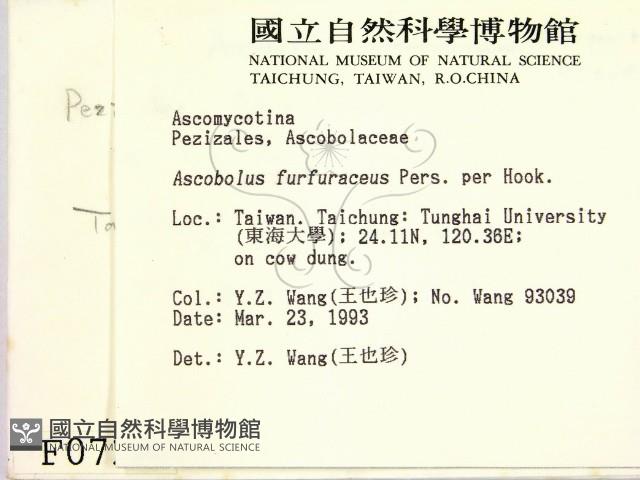 國立自然科學博物館
NATIONAL MUSEUM OF NATURAL SCIENCE
TAICHUNG, TAIWAN, R.O.CHINA
Ascomycotina
Pezizales, Ascobolaceae
Ascobolus furfuraceus Pers. per Hook.
Loc.: Taiwan. Taichung: Tunghai University
(東海大學); 24.11N, 120.36E;
on cow dung.
Col.: Y.Z. Wang(王也珍); No. Wang 93039
Date: Mar. 23, 1993
Det.: Y.Z. Wang(王也珍)
Pezi
Ta
國立自然科學博物館
NATIONAL MUSEUM OF NATURAL SCIENCE
F07